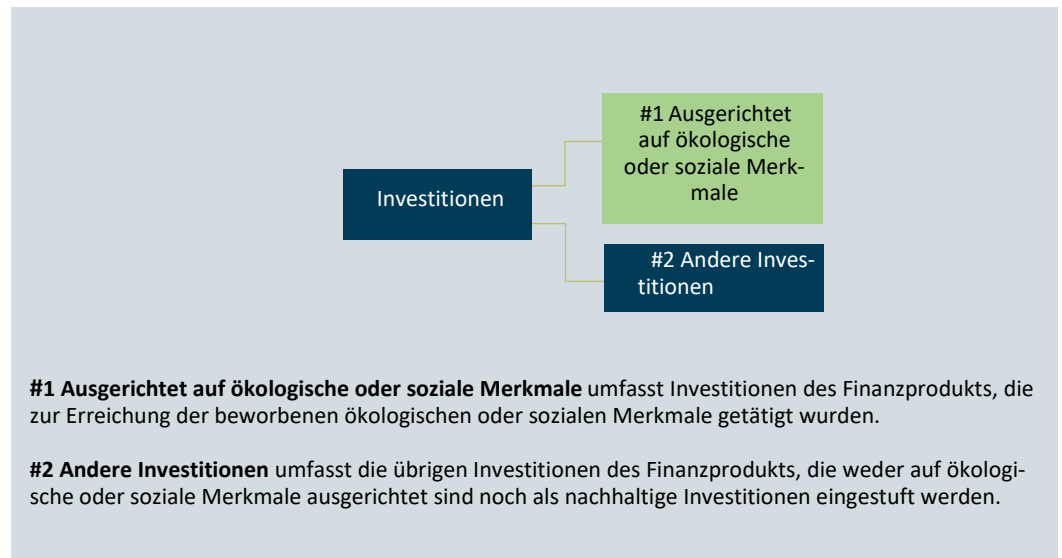 #1 Ausgerichtet
auf ökologische
oder soziale Merk-
male
Investitionen
#2 Andere Inves-
titionen
#1 Ausgerichtet auf ökologische oder soziale Merkmale umfasst Investitionen des Finanzprodukts, die
zur Erreichung der beworbenen ökologischen oder sozialen Merkmale getätigt wurden.
#2 Andere Investitionen umfasst die übrigen Investitionen des Finanzprodukts, die weder auf ökologi-
sche oder soziale Merkmale ausgerichtet sind noch als nachhaltige Investitionen eingestuft werden.